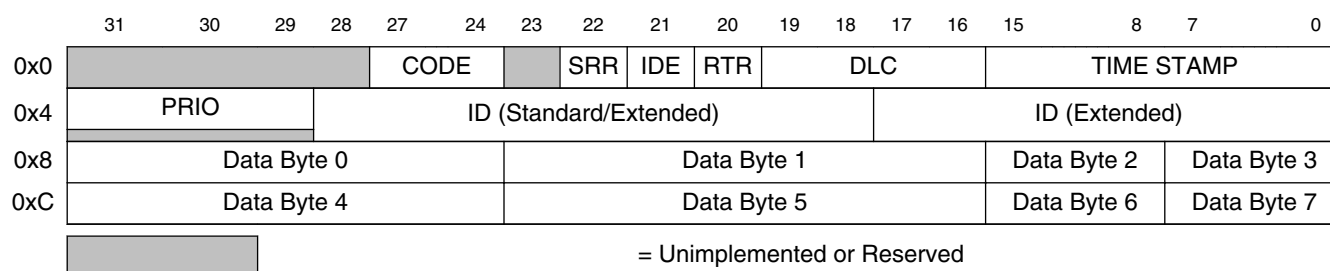 31 30 29 28 27 24 23 22 21 20 19 18 17 16 15 8 7 0
0x0 CODE SRR IDE RTR DLC TIME STAMP
0x4 PRIO ID (Standard/Extended) ID (Extended)
0x8 Data Byte 0 Data Byte 1 Data Byte 2 Data Byte 3
0xC Data Byte 4 Data Byte 5 Data Byte 6 Data Byte 7
= Unimplemented or Reserved